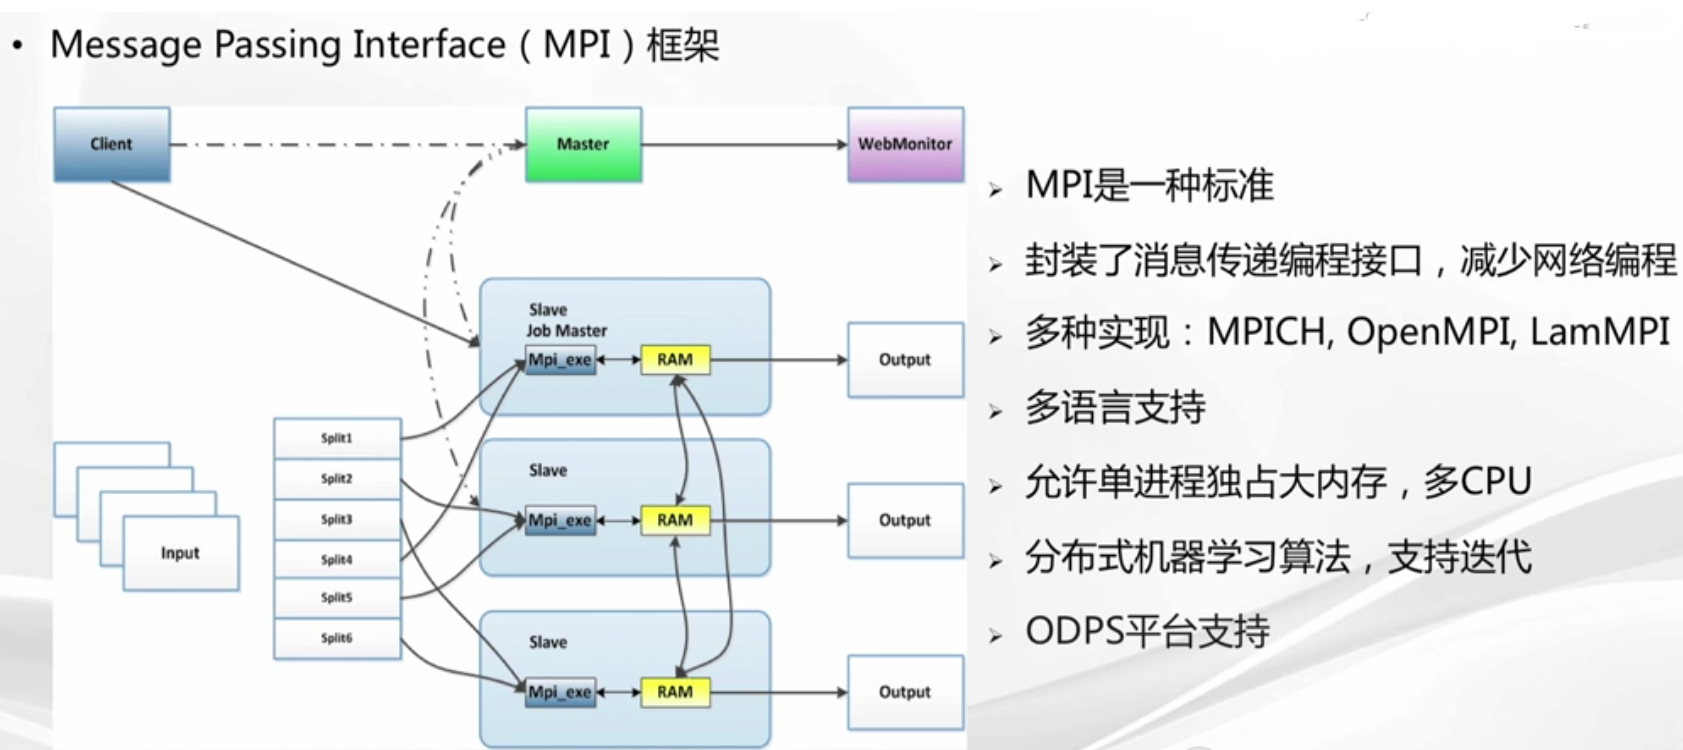 • Message Passing Interface（MPI）框架
Client
Master
WebMonitor
Slave
Job Master
Mpi_exe
RAM
Output
Split1
Split2
Split3
Split4
Split5
Split6
Input
Slave
Mpi_exe
RAM
Output
Slave
Mpi_exe
RAM
Output
➢ MPI是一种标准
➢ 封装了消息传递编程接口，减少网络编程
➢ 多种实现：MPICH, OpenMPI, LamMPI
➢ 多语言支持
➢ 允许单进程独占大内存，多CPU
➢ 分布式机器学习算法，支持迭代
➢ ODPS平台支持